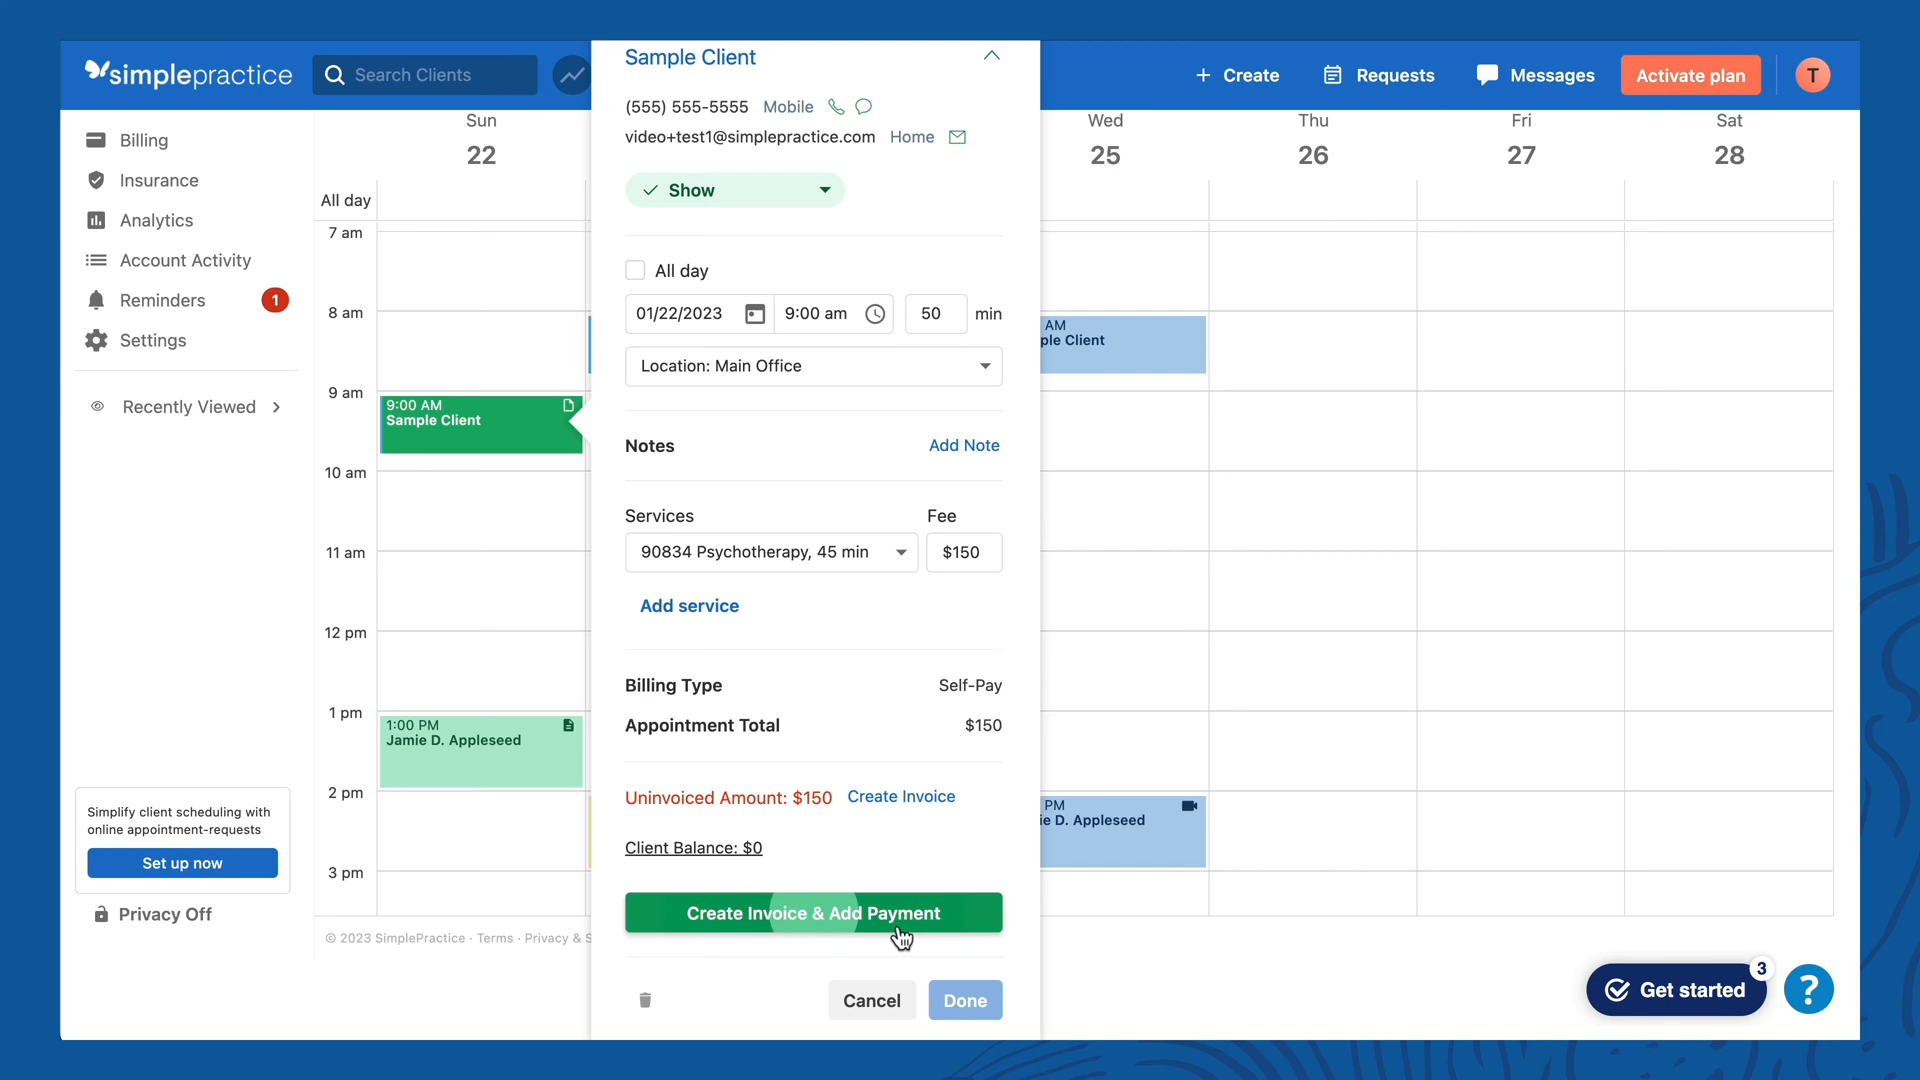 simplepractice
Search Clients
Create
Requests
Messages
Activate plan
T
Billing
Insurance
Analytics
Account Activity
Reminders
1
Settings
Recently Viewed
Simplify client scheduling with
online appointment-requests
Set up now
Privacy Off
Sun
22
Wed
25
Thu
26
Fri
27
Sat
28
All day
7 am
8 am
9 am
10 am
11 am
12 pm
1 pm
2 pm
3 pm
9:00 AM
Sample Client
1:00 PM
Jamie D. Appleseed
AM
ple Client
PM
ie D. Appleseed
Sample Client
(555) 555-5555 Mobile
video+test1@simplepractice.com Home
Show
All day
01/22/2023 9:00 am 50 min
Location: Main Office
Notes Add Note
Services Fee
90834 Psychotherapy, 45 min $150
Add service
Billing Type Self-Pay
Appointment Total $150
Uninvoiced Amount: $150 Create Invoice
Client Balance: $0
Create Invoice & Add Payment
Cancel Done
© 2023 SimplePractice · Terms · Privacy & S
Get started
3
?